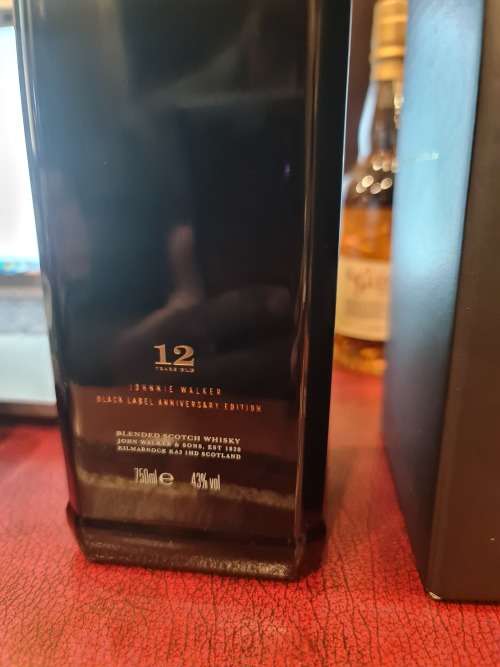 12
YEARS OLD
JOHNNIE WALKER
BLACK LABEL ANNIVERSARY EDITION
BLENDED SCOTCH WHISKY
JOHN WALKER & SONS, EST 1820
KILMARNOCK KA3 1HD SCOTLAND
750ml e 43% vol